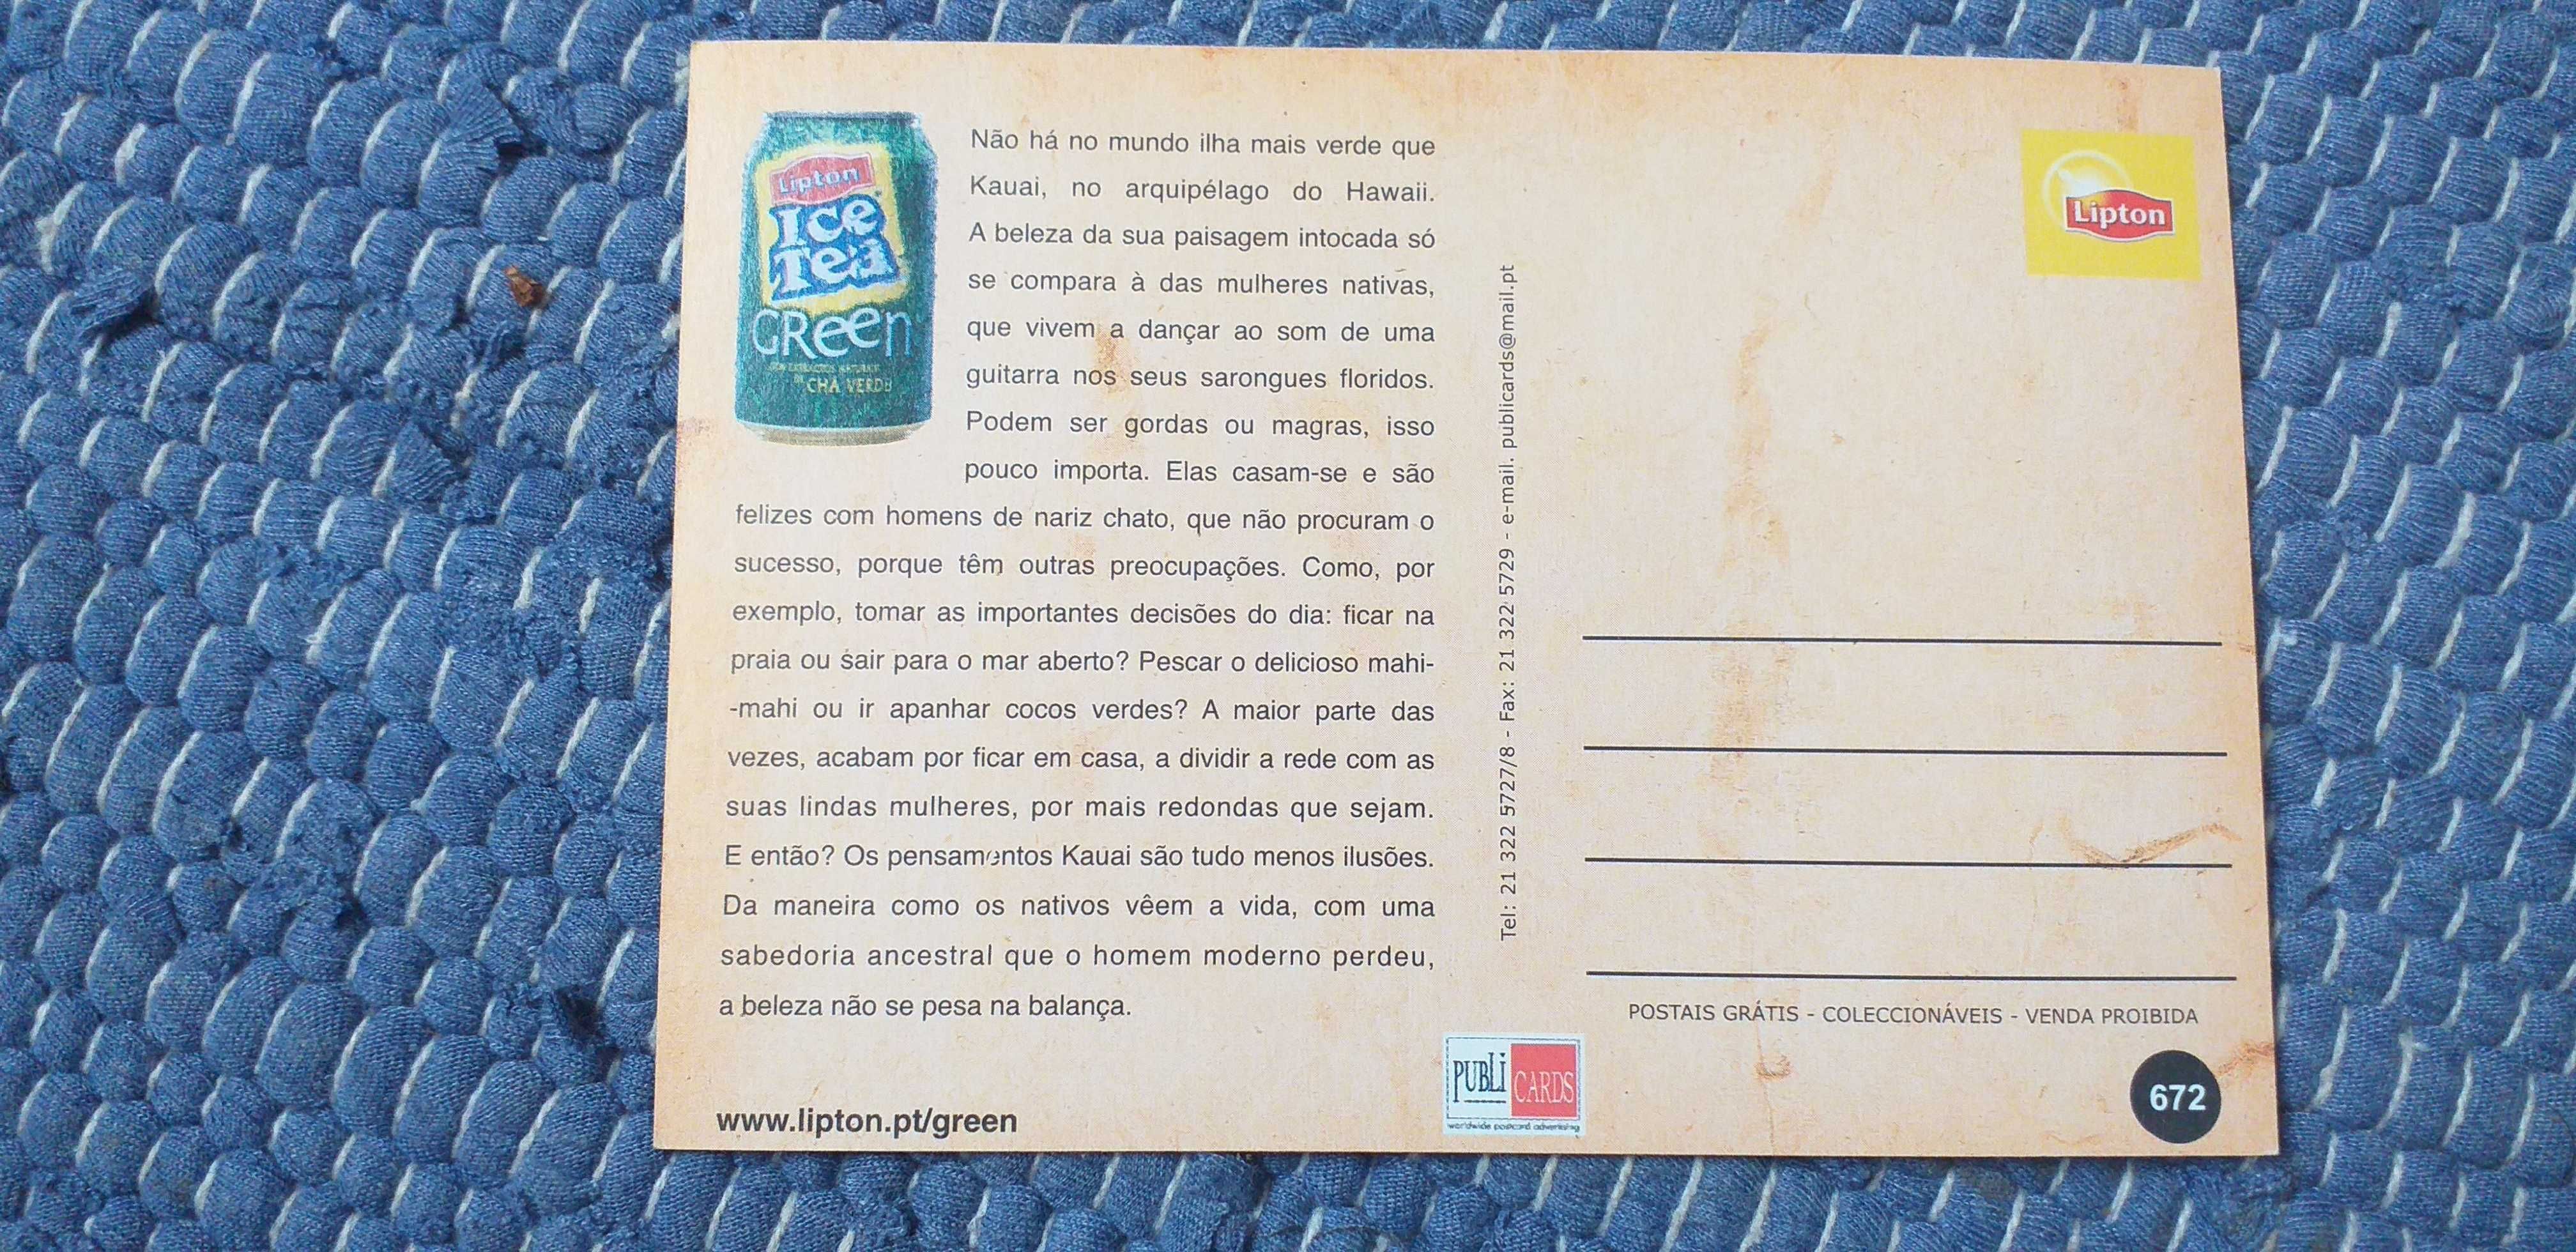 Lipton
Ice
Tea
GReen
CHÁ VERDE
Não há no mundo ilha mais verde que
Kauai, no arquipélago do Hawaii.
A beleza da sua paisagem intocada só
se compara à das mulheres nativas,
que vivem a dançar ao som de uma
guitarra nos seus sarongues floridos.
Podem ser gordas ou magras, isso
pouco importa. Elas casam-se e são
felizes com homens de nariz chato, que não procuram o
sucesso, porque têm outras preocupações. Como, por
exemplo, tomar as importantes decisões do dia: ficar na
praia ou sair para o mar aberto? Pescar o delicioso mahi-
-mahi ou ir apanhar cocos verdes? A maior parte das
vezes, acabam por ficar em casa, a dividir a rede com as
suas lindas mulheres, por mais redondas que sejam.
E então? Os pensamentos Kauai são tudo menos ilusões.
Da maneira como os nativos vêem a vida, com uma
sabedoria ancestral que o homem moderno perdeu,
a beleza não se pesa na balança.
www.lipton.pt/green
Tel: 21 322 5727/8 - Fax: 21 322 5729 - e-mail. publicards@mail.pt
PUBLI CARDS
worldwide postcard advertising
Lipton
POSTAIS GRÁTIS - COLECCIONÁVEIS - VENDA PROIBIDA
672